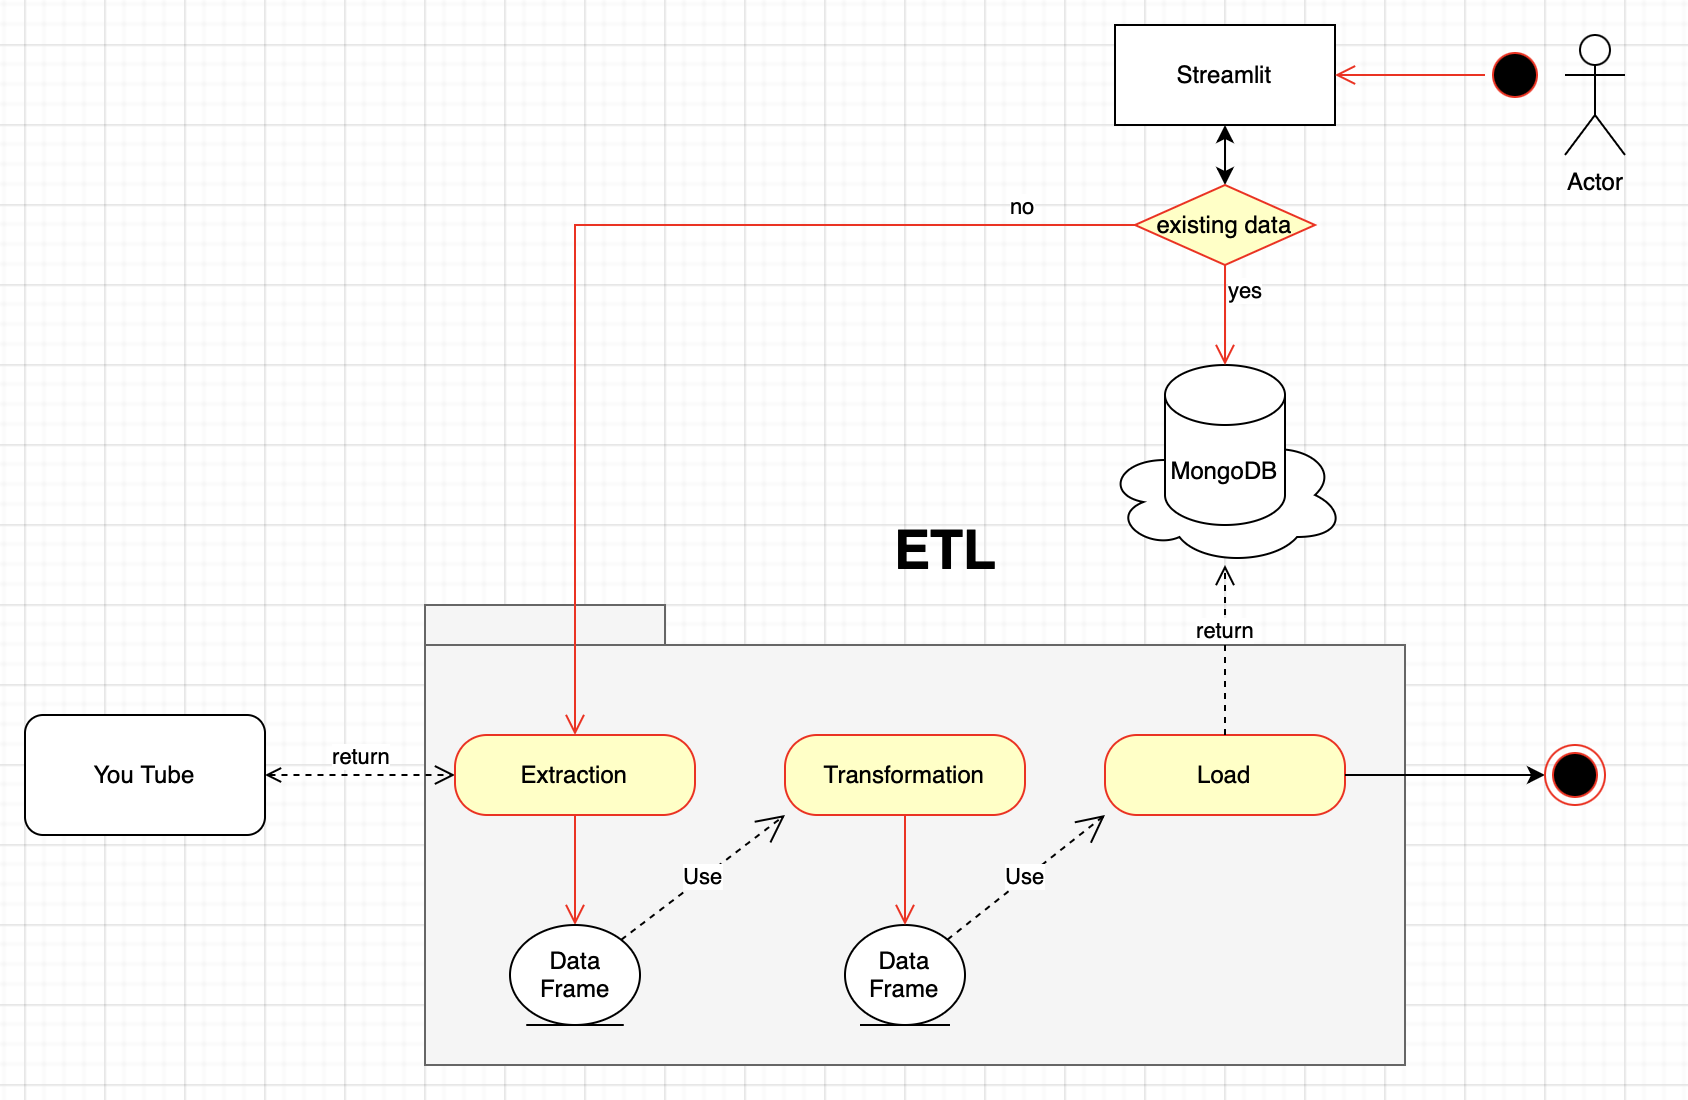 Streamlit
Actor
no
existing data
yes
MongoDB
ETL
return
You Tube
return
Extraction
Transformation
Load
Use
Use
Data
Frame
Data
Frame